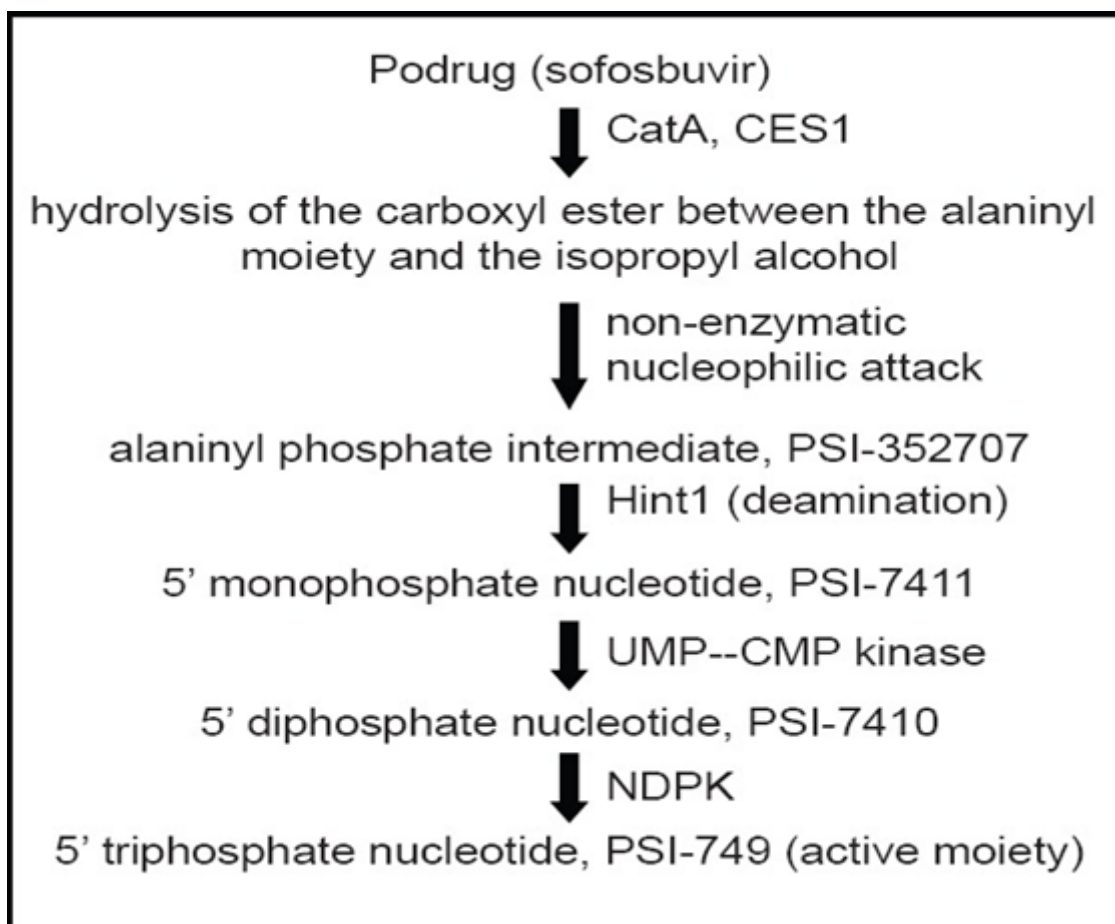 Podrug (sofosbuvir)
CatA, CES1
hydrolysis of the carboxyl ester between the alaninyl
moiety and the isopropyl alcohol
non-enzymatic
nucleophilic attack
alaninyl phosphate intermediate, PSI-352707
Hint1 (deamination)
5’ monophosphate nucleotide, PSI-7411
UMP--CMP kinase
5’ diphosphate nucleotide, PSI-7410
NDPK
5’ triphosphate nucleotide, PSI-749 (active moiety)